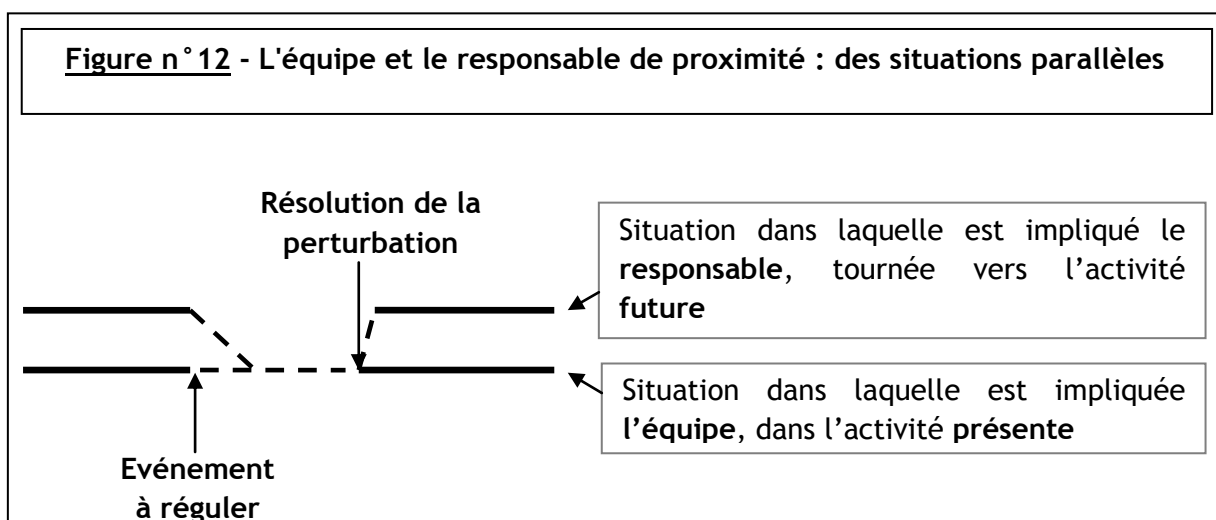 Figure n°12 - L'équipe et le responsable de proximité : des situations parallèles
Résolution de la
perturbation
Situation dans laquelle est impliqué le
responsable, tournée vers l’activité
future
Situation dans laquelle est impliquée
l’équipe, dans l’activité présente
Evénement
à réguler